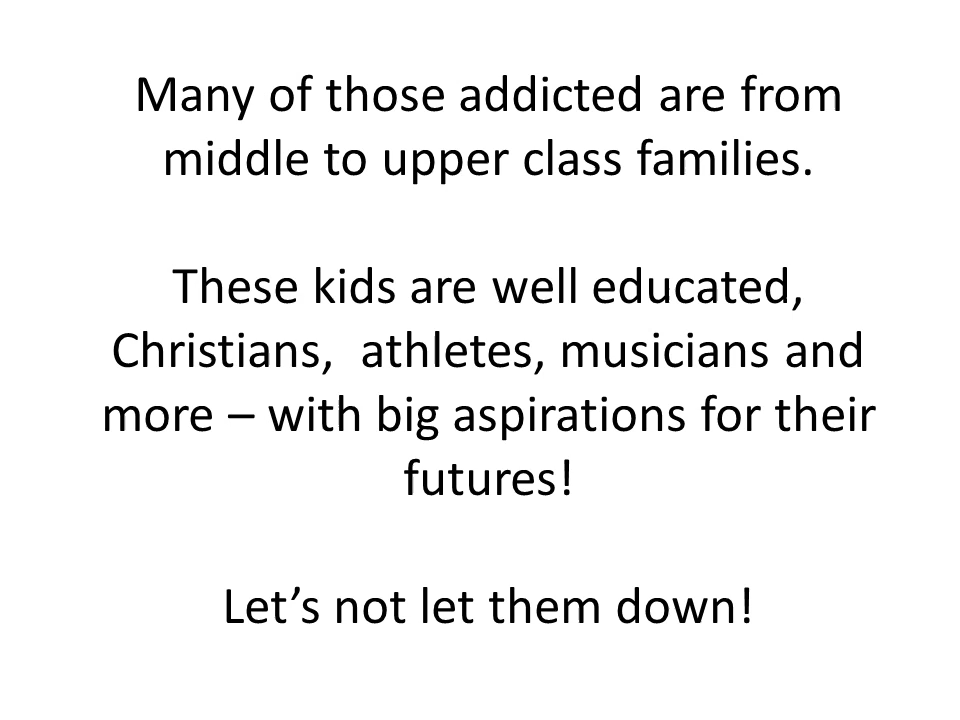 Many of those addicted are from
middle to upper class families.
These kids are well educated,
Christians,  athletes, musicians and
more – with big aspirations for their
futures!
Let’s not let them down!